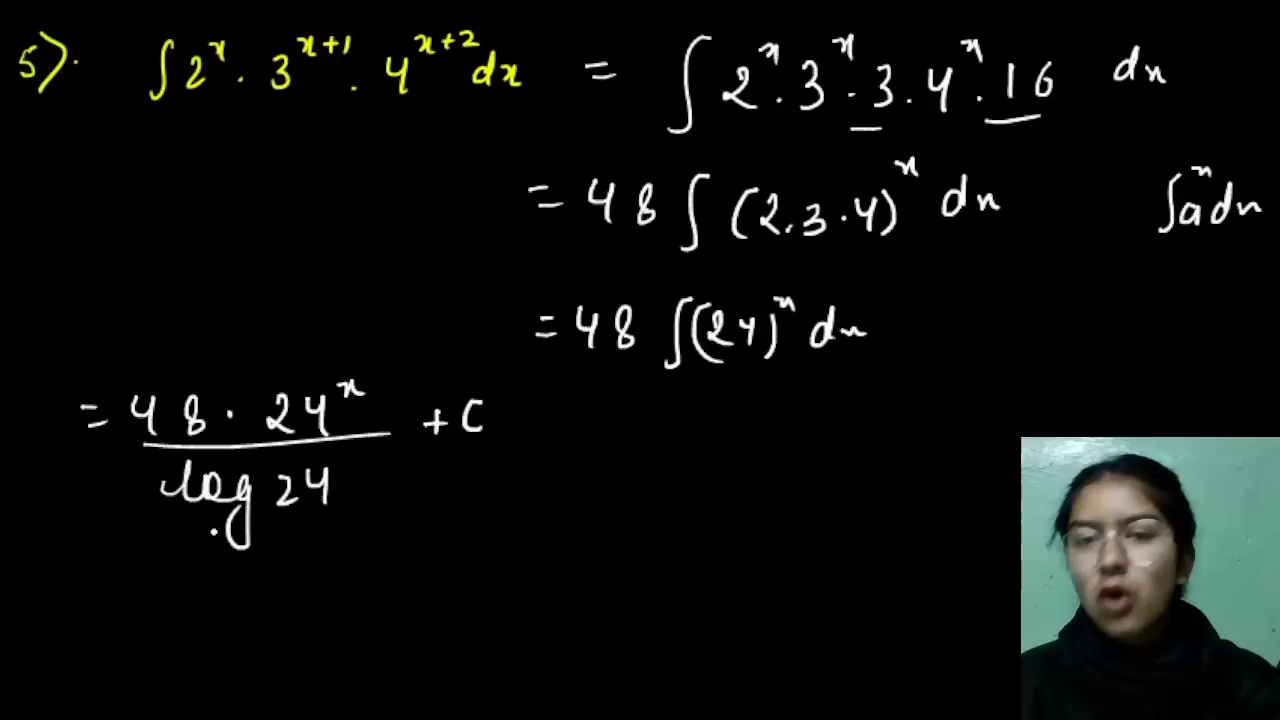 5). ∫2^x . 3^(x+1) . 4^(x+2) dx = ∫ 2^x . 3^x . 3 . 4^x . 16 dx
= 48 ∫ (2.3.4)^x dx ∫a^x dx
= 48 ∫(24)^x dx
= 48 . 24^x / log 24 + C